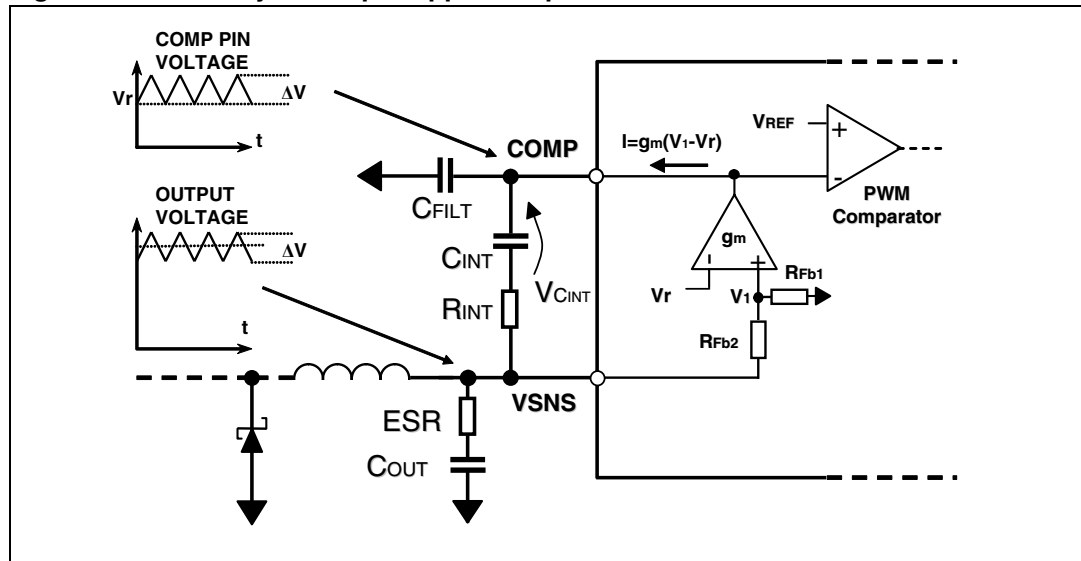 COMP PIN
VOLTAGE
Vr
ΔV
t
OUTPUT
VOLTAGE
ΔV
t
COMP
CFILT
CINT
VCINT
RINT
VSNS
ESR
COUT
I=gm(V1-Vr)
VREF
+
-
PWM
Comparator
gm
-
+
Vr
V1
RFb1
RFb2